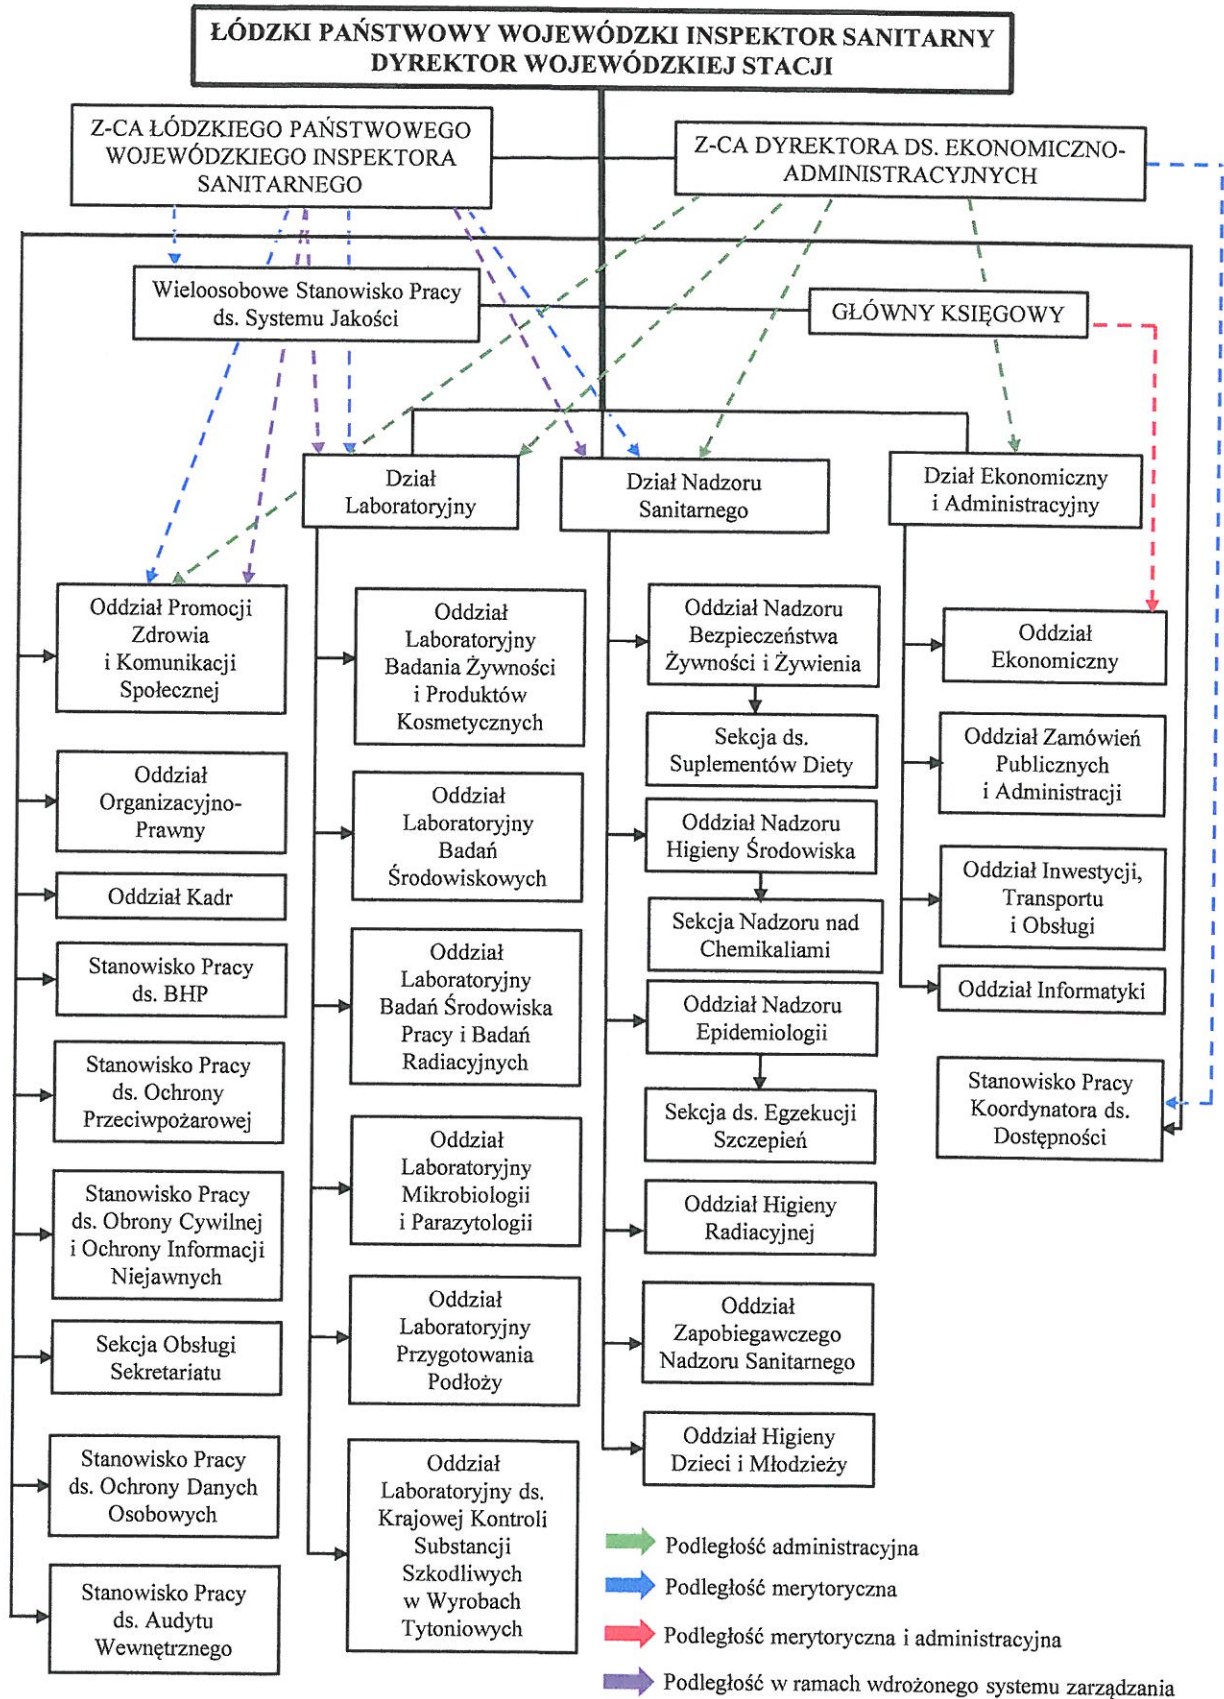 ŁÓDZKI PAŃSTWOWY WOJEWÓDZKI INSPEKTOR SANITARNY
DYREKTOR WOJEWÓDZKIEJ STACJI
Z-CA ŁÓDZKIEGO PAŃSTWOWEGO
WOJEWÓDZKIEGO INSPEKTORA
SANITARNEGO
Z-CA DYREKTORA DS. EKONOMICZNO-
ADMINISTRACYJNYCH
Wieloosobowe Stanowisko Pracy
ds. Systemu Jakości
GŁÓWNY KSIĘGOWY
Dział
Laboratoryjny
Dział Nadzoru
Sanitarnego
Dział Ekonomiczny
i Administracyjny
Oddział Promocji
Zdrowia
i Komunikacji
Społecznej
Oddział
Organizacyjno-
Prawny
Oddział Kadr
Stanowisko Pracy
ds. BHP
Stanowisko Pracy
ds. Ochrony
Przeciwpożarowej
Stanowisko Pracy
ds. Obrony Cywilnej
i Ochrony Informacji
Niejawnych
Sekcja Obsługi
Sekretariatu
Stanowisko Pracy
ds. Ochrony Danych
Osobowych
Stanowisko Pracy
ds. Audytu
Wewnętrznego
Oddział
Laboratoryjny
Badania Żywności
i Produktów
Kosmetycznych
Oddział
Laboratoryjny
Badań
Środowiskowych
Oddział
Laboratoryjny
Badań Środowiska
Pracy i Badań
Radiacyjnych
Oddział
Laboratoryjny
Mikrobiologii
i Parazytologii
Oddział
Laboratoryjny
Przygotowania
Podłoży
Oddział
Laboratoryjny ds.
Krajowej Kontroli
Substancji
Szkodliwych
w Wyrobach
Tytoniowych
Oddział Nadzoru
Bezpieczeństwa
Żywności i Żywienia
Sekcja ds.
Suplementów Diety
Oddział Nadzoru
Higieny Środowiska
Sekcja Nadzoru nad
Chemikaliami
Oddział Nadzoru
Epidemiologii
Sekcja ds. Egzekucji
Szczepień
Oddział Higieny
Radiacyjnej
Oddział
Zapobiegawczego
Nadzoru Sanitarnego
Oddział Higieny
Dzieci i Młodzieży
Oddział
Ekonomiczny
Oddział Zamówień
Publicznych
i Administracji
Oddział Inwestycji,
Transportu
i Obsługi
Oddział Informatyki
Stanowisko Pracy
Koordynatora ds.
Dostępności
Podległość administracyjna
Podległość merytoryczna
Podległość merytoryczna i administracyjna
Podległość w ramach wdrożonego systemu zarządzania